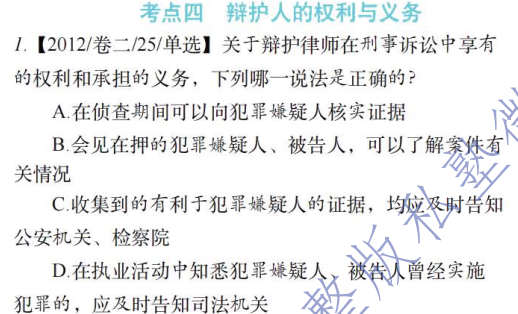 考点四 辩护人的权利与义务
1.【2012/卷二/25/单选】关于辩护律师在刑事诉讼中享有
的权利和承担的义务，下列哪一说法是正确的？
A.在侦查期间可以向犯罪嫌疑人核实证据
B.会见在押的犯罪嫌疑人、被告人，可以了解案件有
关情况
C.收集到的有利于犯罪嫌疑人的证据，均应及时告知
公安机关、检察院
D.在执业活动中知悉犯罪嫌疑人、被告人曾经实施
犯罪的，应及时告知司法机关
整版私塾微